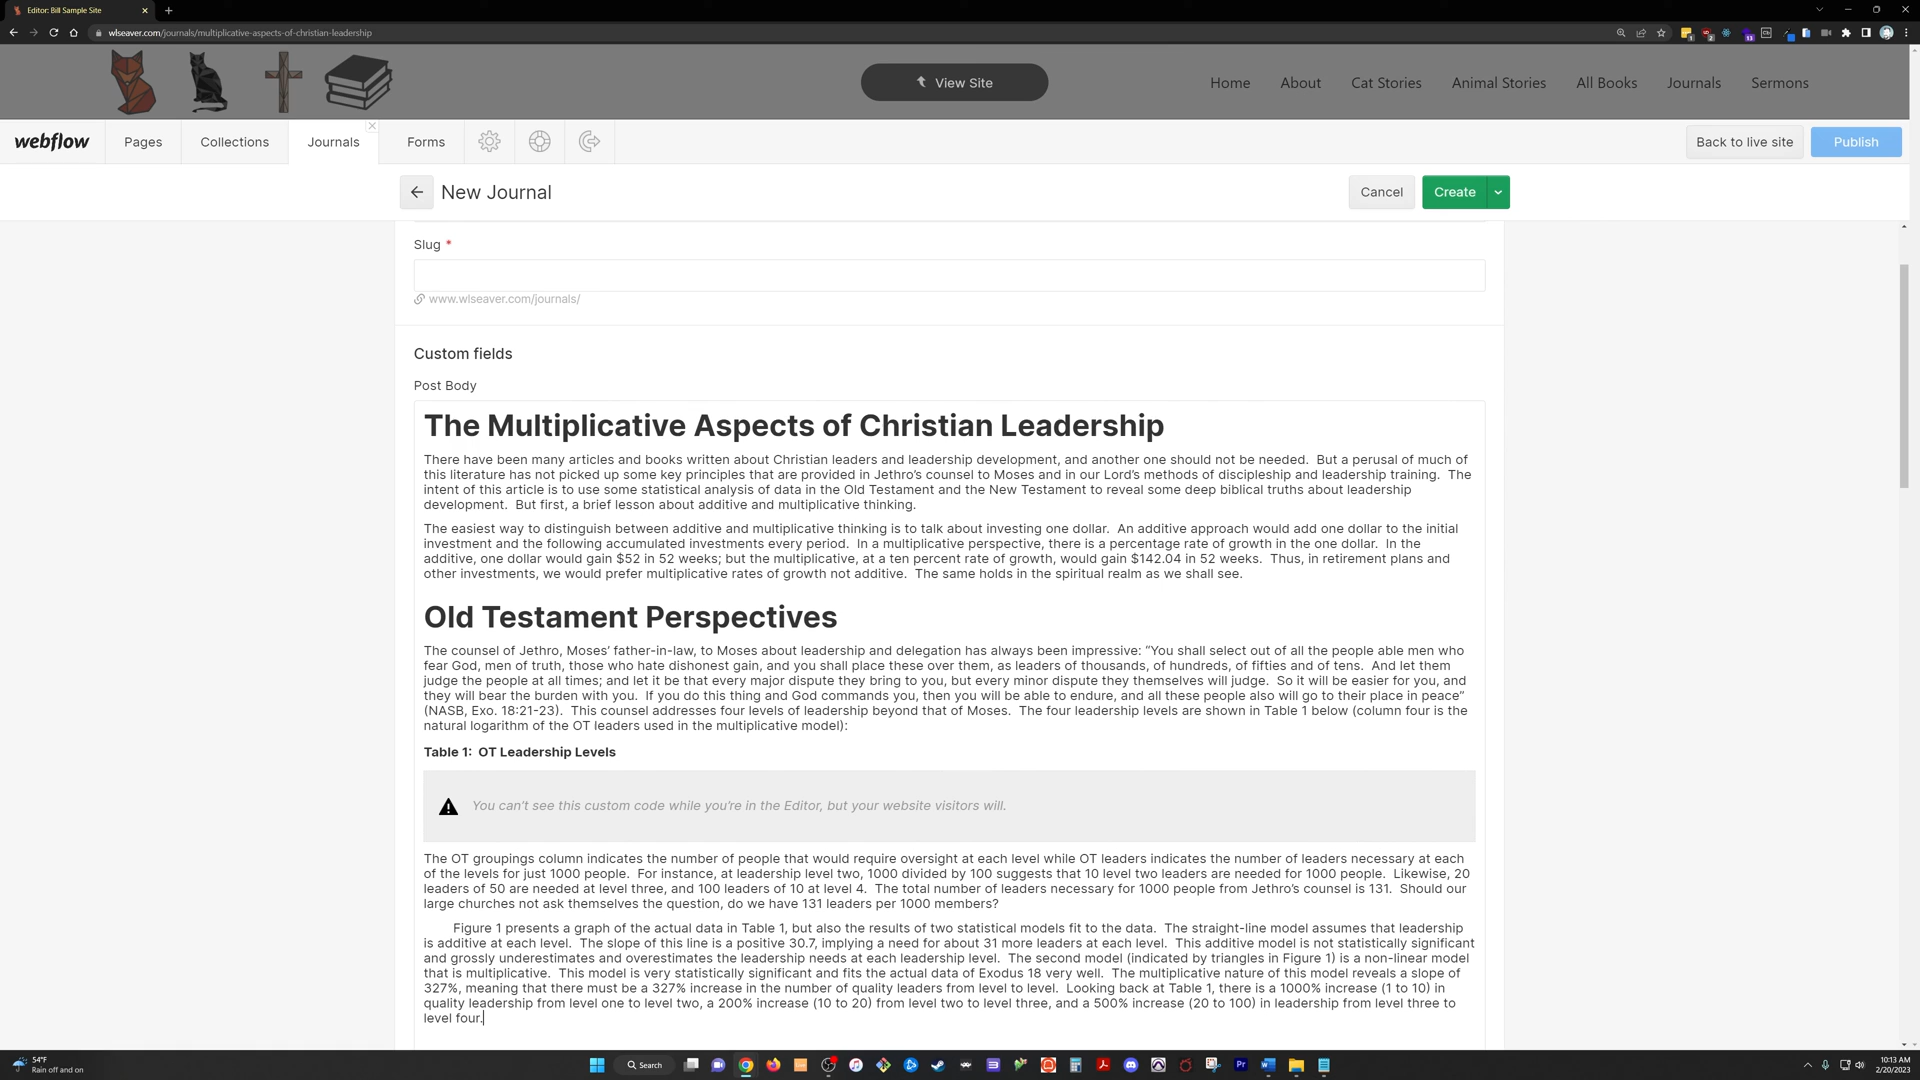 Editor: Bill Sample Site
wlseaver.com/journals/multiplicative-aspects-of-christian-leadership
View Site
Home
About
Cat Stories
Animal Stories
All Books
Journals
Sermons
webflow
Pages
Collections
Journals
Forms
Back to live site
Publish
New Journal
Cancel
Create
Slug *
www.wlseaver.com/journals/
Custom fields
Post Body
The Multiplicative Aspects of Christian Leadership
There have been many articles and books written about Christian leaders and leadership development, and another one should not be needed.  But a perusal of much of
this literature has not picked up some key principles that are provided in Jethro’s counsel to Moses and in our Lord’s methods of discipleship and leadership training.  The
intent of this article is to use some statistical analysis of data in the Old Testament and the New Testament to reveal some deep biblical truths about leadership
development.  But first, a brief lesson about additive and multiplicative thinking.
The easiest way to distinguish between additive and multiplicative thinking is to talk about investing one dollar.  An additive approach would add one dollar to the initial
investment and the following accumulated investments every period.  In a multiplicative perspective, there is a percentage rate of growth in the one dollar.  In the
additive, one dollar would gain $52 in 52 weeks; but the multiplicative, at a ten percent rate of growth, would gain $142.04 in 52 weeks.  Thus, in retirement plans and
other investments, we would prefer multiplicative rates of growth not additive.  The same holds in the spiritual realm as we shall see.
Old Testament Perspectives
The counsel of Jethro, Moses’ father-in-law, to Moses about leadership and delegation has always been impressive: “You shall select out of all the people able men who
fear God, men of truth, those who hate dishonest gain, and you shall place these over them, as leaders of thousands, of hundreds, of fifties and of tens.  And let them
judge the people at all times; and let it be that every major dispute they bring to you, but every minor dispute they themselves will judge.  So it will be easier for you, and
they will bear the burden with you.  If you do this thing and God commands you, then you will be able to endure, and all these people also will go to their place in peace”
(NASB, Exo. 18:21-23).  This counsel addresses four levels of leadership beyond that of Moses.  The four leadership levels are shown in Table 1 below (column four is the
natural logarithm of the OT leaders used in the multiplicative model):
Table 1:  OT Leadership Levels
You can’t see this custom code while you’re in the Editor, but your website visitors will.
The OT groupings column indicates the number of people that would require oversight at each level while OT leaders indicates the number of leaders necessary at each
of the levels for just 1000 people.  For instance, at leadership level two, 1000 divided by 100 suggests that 10 level two leaders are needed for 1000 people.  Likewise, 20
leaders of 50 are needed at level three, and 100 leaders of 10 at level 4.  The total number of leaders necessary for 1000 people from Jethro’s counsel is 131.  Should our
large churches not ask themselves the question, do we have 131 leaders per 1000 members?
Figure 1 presents a graph of the actual data in Table 1, but also the results of two statistical models fit to the data.  The straight-line model assumes that leadership
is additive at each level.  The slope of this line is a positive 30.7, implying a need for about 31 more leaders at each level.  This additive model is not statistically significant
and grossly underestimates and overestimates the leadership needs at each leadership level.  The second model (indicated by triangles in Figure 1) is a non-linear model
that is multiplicative.  This model is very statistically significant and fits the actual data of Exodus 18 very well.  The multiplicative nature of this model reveals a slope of
327%, meaning that there must be a 327% increase in the number of quality leaders from level to level.  Looking back at Table 1, there is a 1000% increase (1 to 10) in
quality leadership from level one to level two, a 200% increase (10 to 20) from level two to level three, and a 500% increase (20 to 100) in leadership from level three to
level four.
54°F
Rain off and on
Search
10:13 AM
2/20/2023